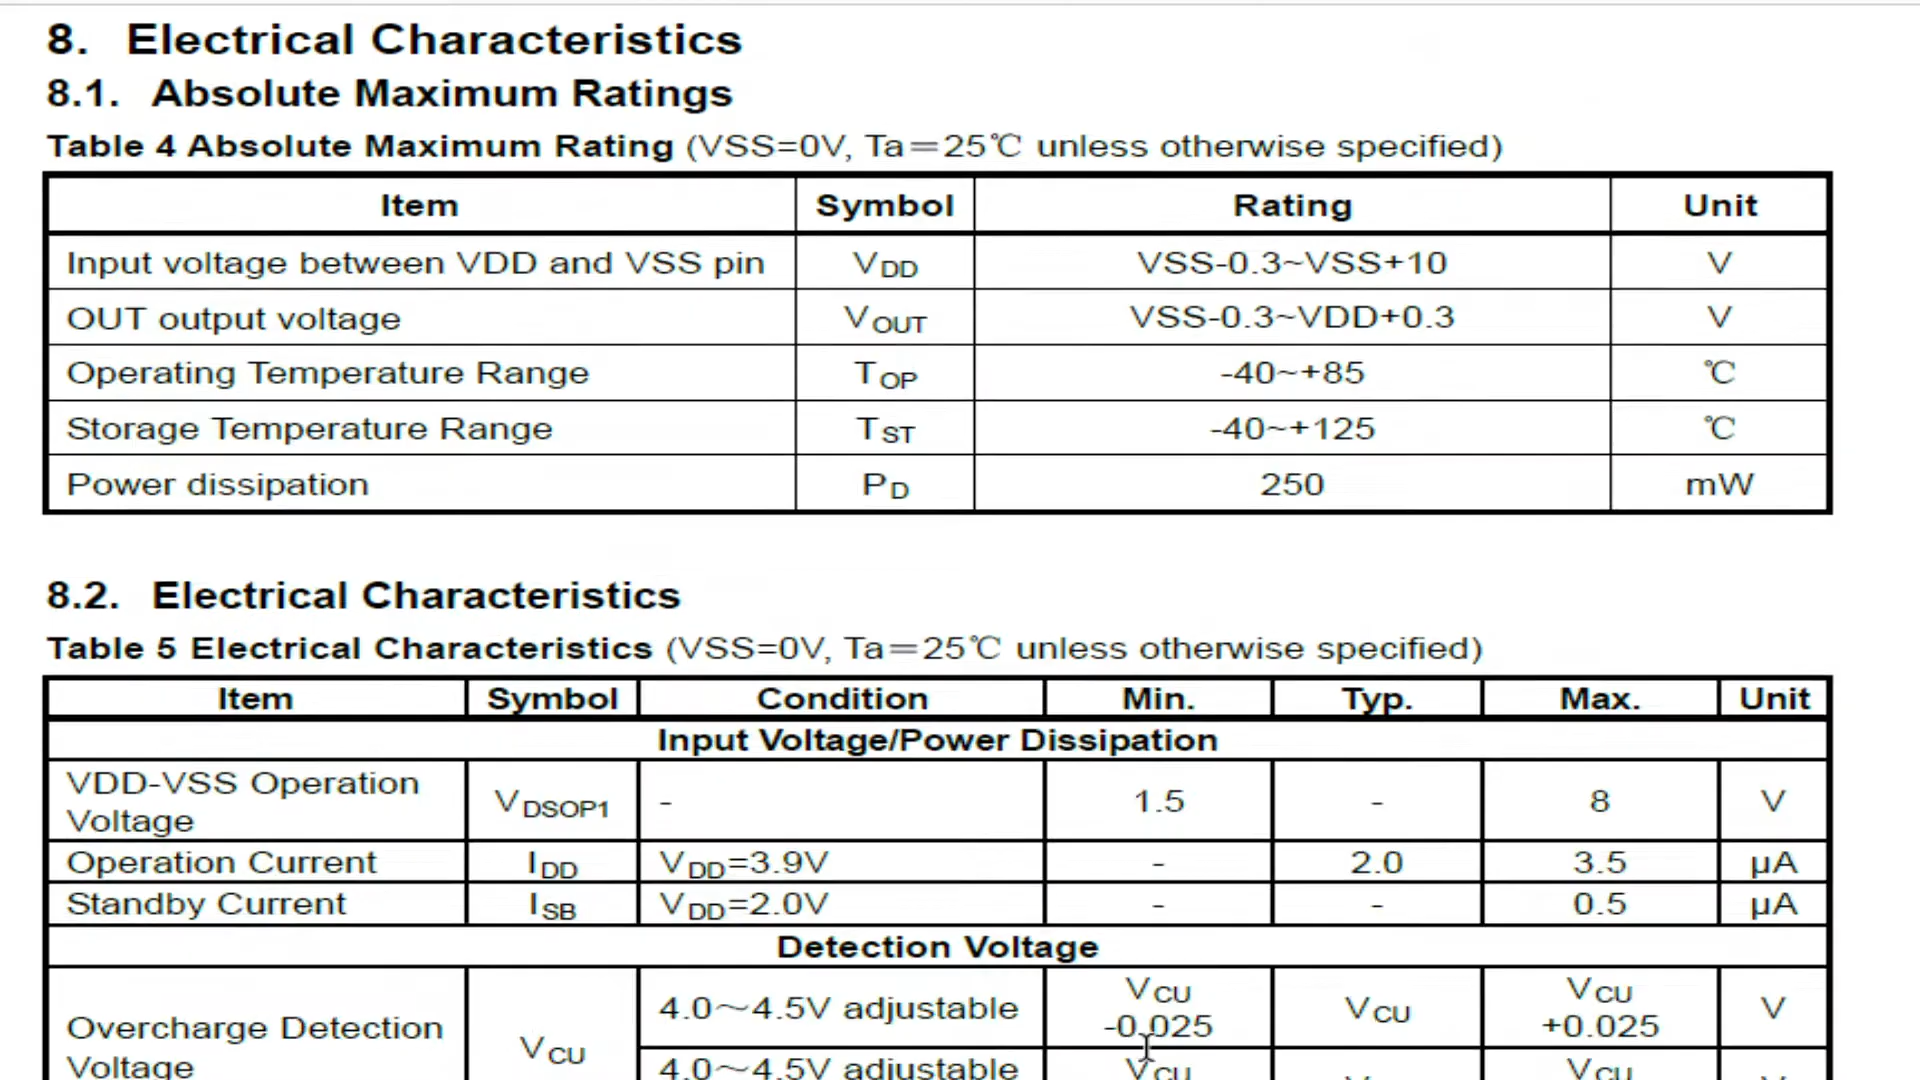 8. Electrical Characteristics
8.1. Absolute Maximum Ratings
Table 4 Absolute Maximum Rating (VSS=0V, Ta=25℃ unless otherwise specified)
Item Symbol Rating Unit
Input voltage between VDD and VSS pin VDD VSS-0.3~VSS+10 V
OUT output voltage VOUT VSS-0.3~VDD+0.3 V
Operating Temperature Range TOP -40~+85 ℃
Storage Temperature Range TST -40~+125 ℃
Power dissipation PD 250 mW
8.2. Electrical Characteristics
Table 5 Electrical Characteristics (VSS=0V, Ta=25℃ unless otherwise specified)
Item Symbol Condition Min. Typ. Max. Unit
Input Voltage/Power Dissipation
VDD-VSS Operation
Voltage VDSOP1 - 1.5 - 8 V
Operation Current IDD VDD=3.9V - 2.0 3.5 µA
Standby Current ISB VDD=2.0V - - 0.5 µA
Detection Voltage
Overcharge Detection
Voltage VCU 4.0～4.5V adjustable VCU
-0.025 VCU VCU
+0.025 V
4.0～4.5V adjustable VCU VCU